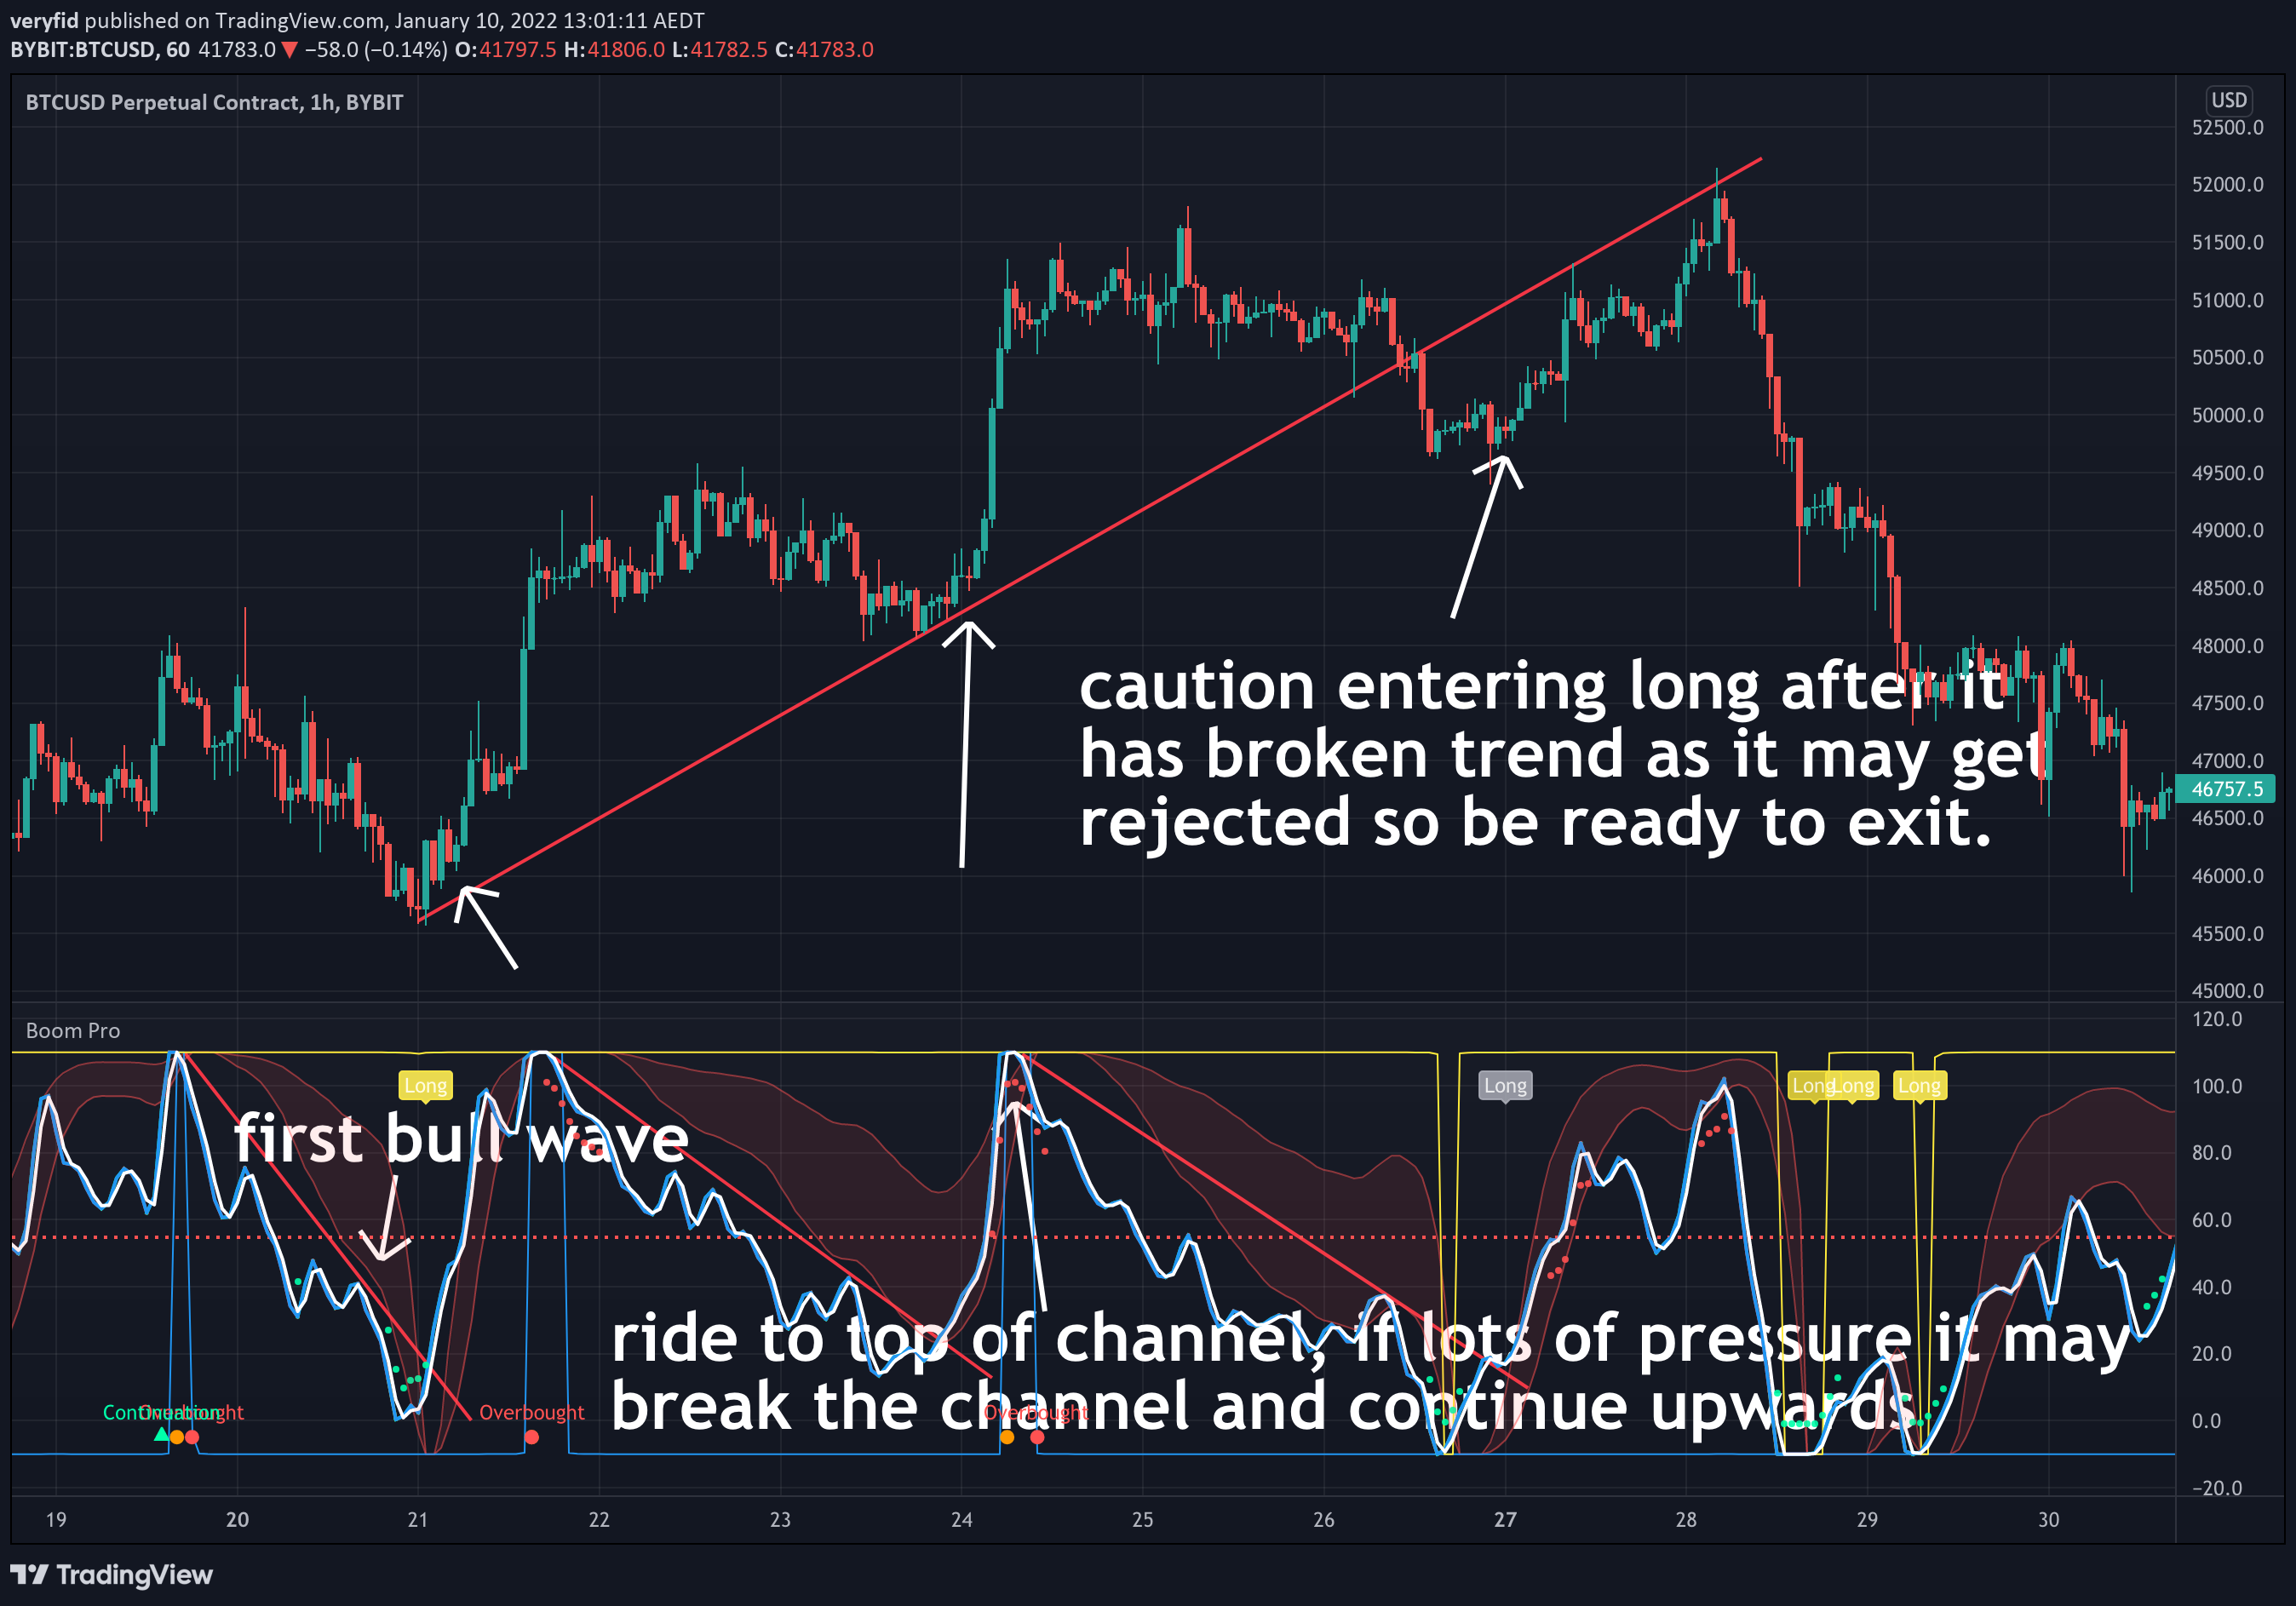 veryfid published on TradingView.com, January 10, 2022 13:01:11 AEDT
BYBIT:BTCUSD, 60 41783.0 ▼ −58.0 (−0.14%) O:41797.5 H:41806.0 L:41782.5 C:41783.0
BTCUSD Perpetual Contract, 1h, BYBIT
USD
52500.0
52000.0
51500.0
51000.0
50500.0
50000.0
49500.0
49000.0
48500.0
48000.0
47500.0
47000.0
46757.5
46500.0
46000.0
45500.0
45000.0
caution entering long after it
has broken trend as it may get
rejected so be ready to exit.
Boom Pro
120.0
100.0
80.0
60.0
40.0
20.0
0.0
−20.0
Long
Long
Long
Long
Long
first bull wave
ride to top of channel, if lots of pressure it may
break the channel and continue upwards
Continuation
Overbought
Overbought
Overbought
19 20 21 22 23 24 25 26 27 28 29 30
TradingView